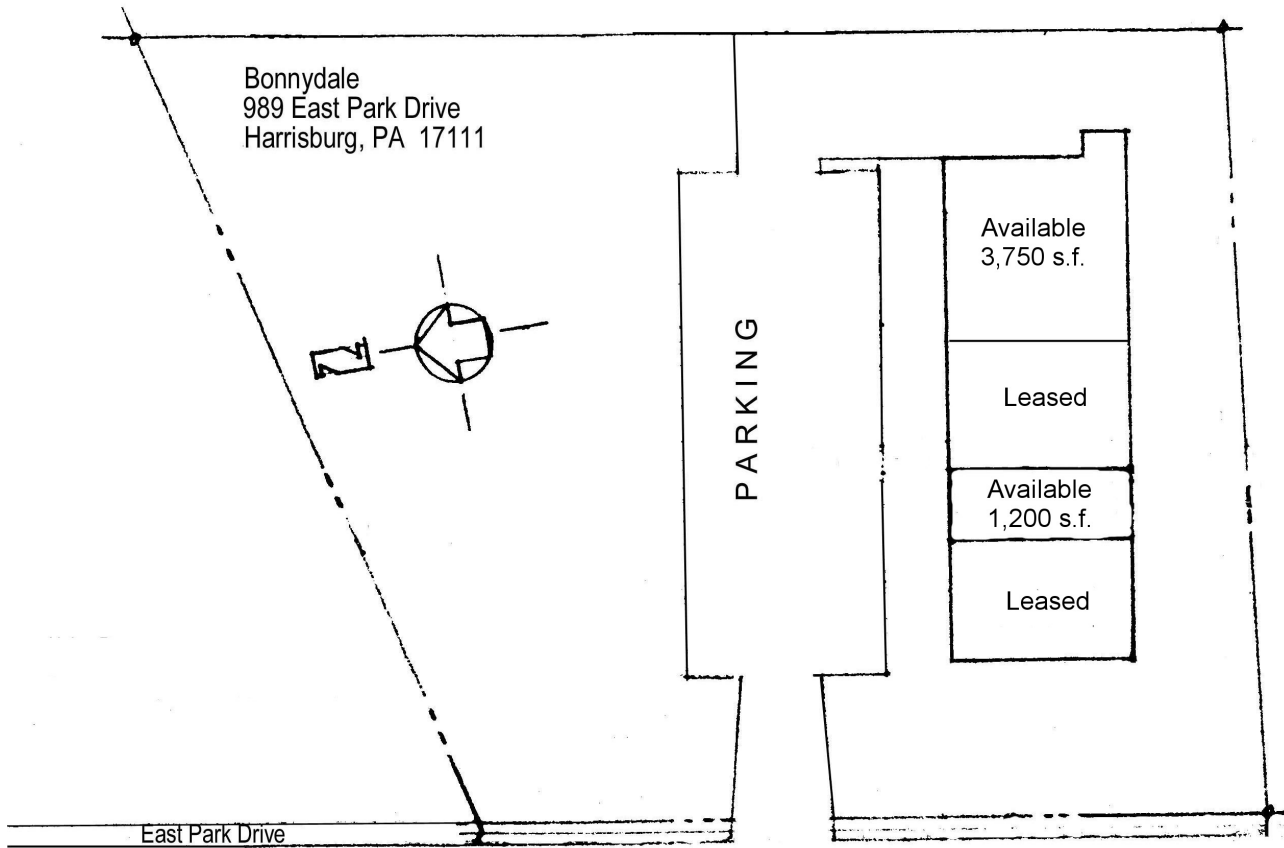 Bonnydale
989 East Park Drive
Harrisburg, PA 17111
Available
3,750 s.f.
N
PARKING
Leased
Available
1,200 s.f.
Leased
East Park Drive